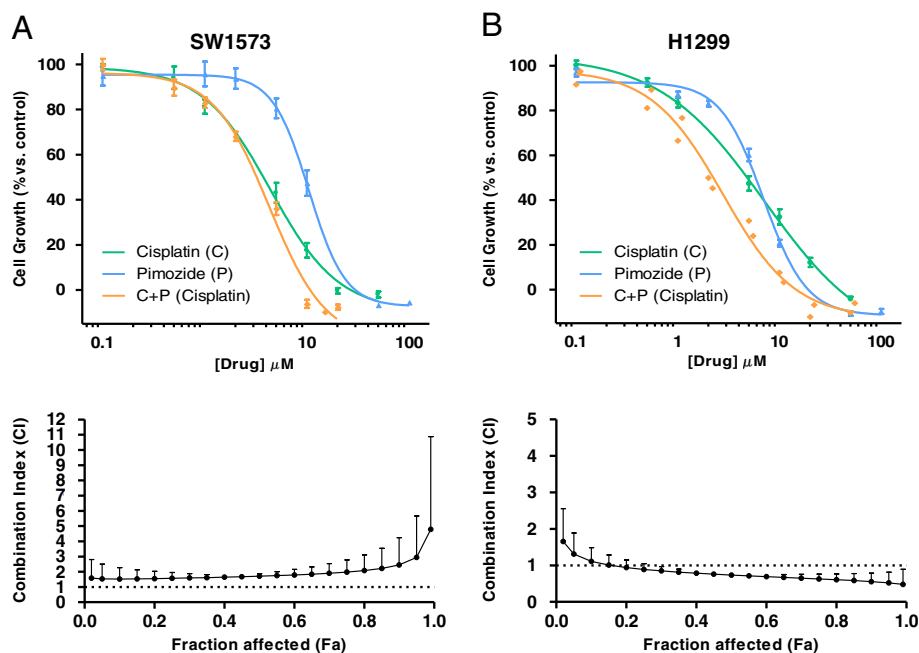 A
SW1573
Cell Growth (% vs. control)
100
80
60
40
20
0
Cisplatin (C)
Pimozide (P)
C+P (Cisplatin)
0.1
10
100
[Drug] μM
B
H1299
Cell Growth (% vs. control)
100
80
60
40
20
0
Cisplatin (C)
Pimozide (P)
C+P (Cisplatin)
0.1
1
10
100
[Drug] μM
Combination Index (CI)
12
11
10
9
8
7
6
5
4
3
2
1
1
0.0
0.2
0.4
0.6
0.8
1.0
Fraction affected (Fa)
Combination Index (CI)
5
4
3
2
1
0
0.0
0.2
0.4
0.6
0.8
1.0
Fraction affected (Fa)